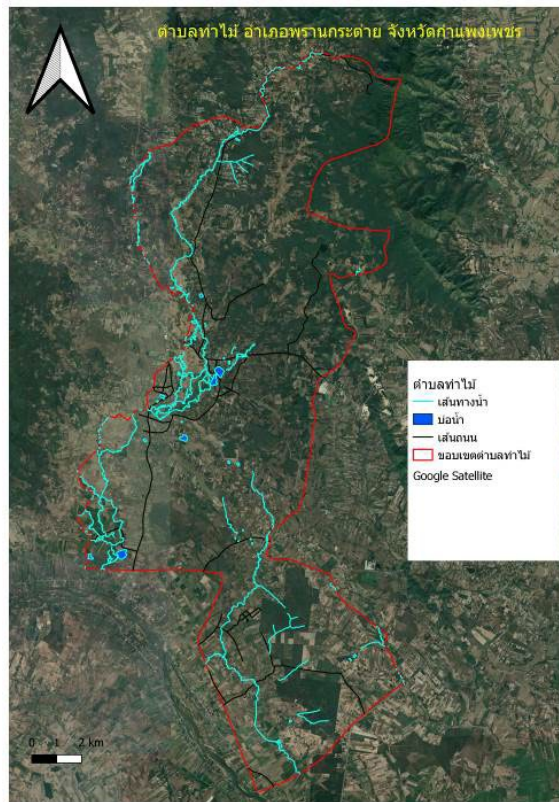 ตำบลท่าไม้ อำเภอพรานกระต่าย จังหวัดกำแพงเพชร
ตำบลท่าไม้
เส้นทางน้ำ
บ่อน้ำ
เส้นถนน
ขอบเขตตำบลท่าไม้
Google Satellite
0 1 2 km